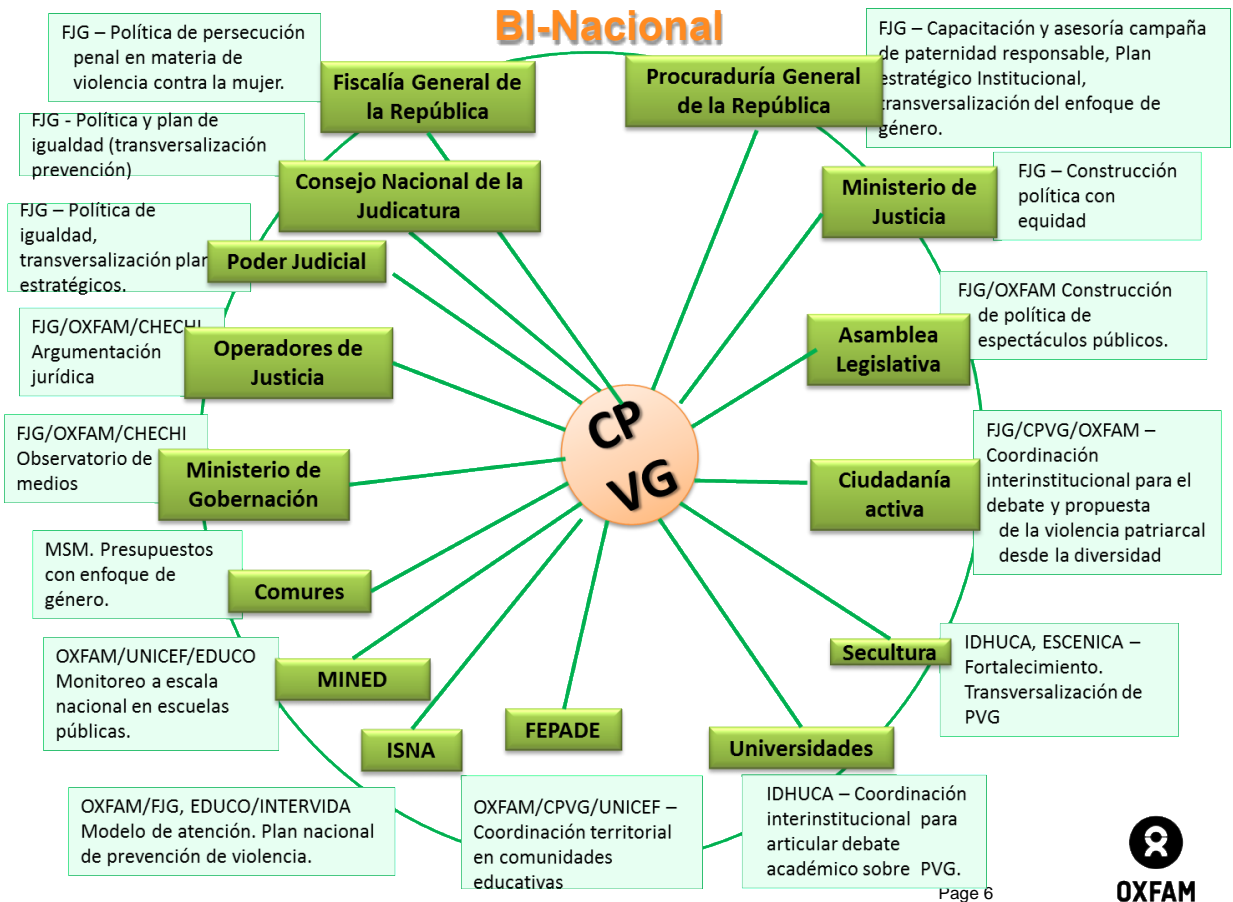 BI-Nacional
FJG – Política de persecución
penal en materia de
violencia contra la mujer.
Fiscalía General de
la República
Procuraduría General
de la República
FJG – Capacitación y asesoría campaña
de paternidad responsable, Plan
estratégico Institucional,
transversalización del enfoque de
género.
FJG - Política y plan de
igualdad (transversalización
prevención)
Consejo Nacional de la
Judicatura
Ministerio de
Justicia
FJG – Construcción
política con
equidad
FJG – Política de
igualdad,
transversalización plan
estratégicos.
Poder Judicial
FJG/OXFAM Construcción
de política de
espectáculos públicos.
FJG/OXFAM/CHECHI
Argumentación
jurídica
Operadores de
Justicia
Asamblea
Legislativa
CP
VG
FJG/OXFAM/CHECHI
Observatorio de
medios
Ministerio de
Gobernación
Ciudadanía
activa
FJG/CPVG/OXFAM –
Coordinación
interinstitucional para el
debate y propuesta
de la violencia patriarcal
desde la diversidad
MSM. Presupuestos
con enfoque de
género.
Comures
OXFAM/UNICEF/EDUCO
Monitoreo a escala
nacional en escuelas
públicas.
MINED
Secultura
IDHUCA, ESCENICA –
Fortalecimiento.
Transversalización de
PVG
ISNA
FEPADE
Universidades
OXFAM/FJG, EDUCO/INTERVIDA
Modelo de atención. Plan nacional
de prevención de violencia.
OXFAM/CPVG/UNICEF –
Coordinación territorial
en comunidades
educativas
IDHUCA – Coordinación
interinstitucional para
articular debate
académico sobre PVG.
Page 6
OXFAM